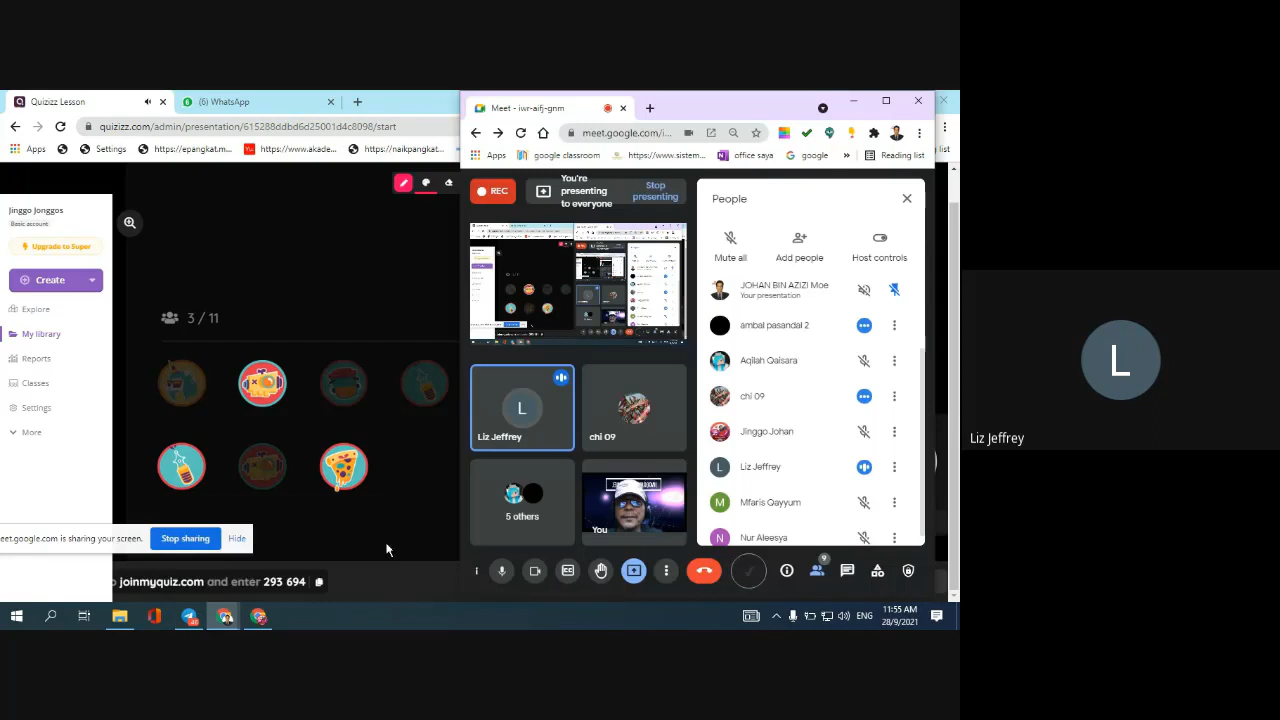 Quizizz Lesson
(6) WhatsApp
quizizz.com/admin/presentation/615288ddbd6d25001d4c8098/start
Apps
Settings
https://epangkat.m...
https://www.akade...
https://naikpangkat...
Jinggo Jonggos
Basic account
Upgrade to Super
Create
Explore
My library
Reports
Classes
Settings
More
3 / 11
eet.google.com is sharing your screen.
Stop sharing
Hide
joinmyquiz.com and enter 293 694
Meet - iwr-aifj-gnm
meet.google.com/i...
Apps
google classroom
https://www.sistem...
office saya
google
Reading list
ng list
REC
You're
presenting
to everyone
Stop
presenting
Liz Jeffrey
chi 09
5 others
You
People
Mute all
Add people
Host controls
JOHAN BIN AZIZI Moe
Your presentation
ambal pasandal 2
Aqilah Qaisara
chi 09
Jinggo Johan
Liz Jeffrey
Mfaris Qayyum
Nur Aleesya
9
ENG
11:55 AM
28/9/2021
L
Liz Jeffrey